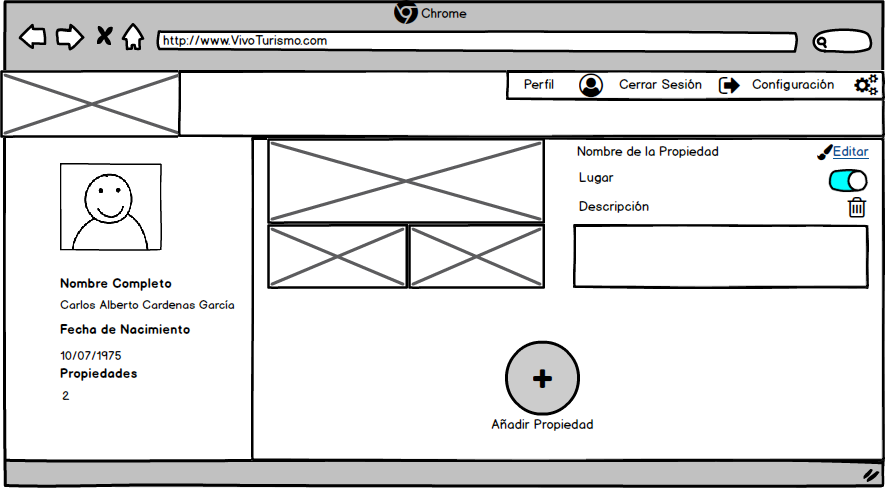 Chrome
http://www.VivoTurismo.com
Perfil Cerrar Sesión Configuración
Nombre de la Propiedad Editar
Lugar
Descripción
Nombre Completo
Carlos Alberto Cardenas García
Fecha de Nacimiento
10/07/1975
Propiedades
2
Añadir Propiedad